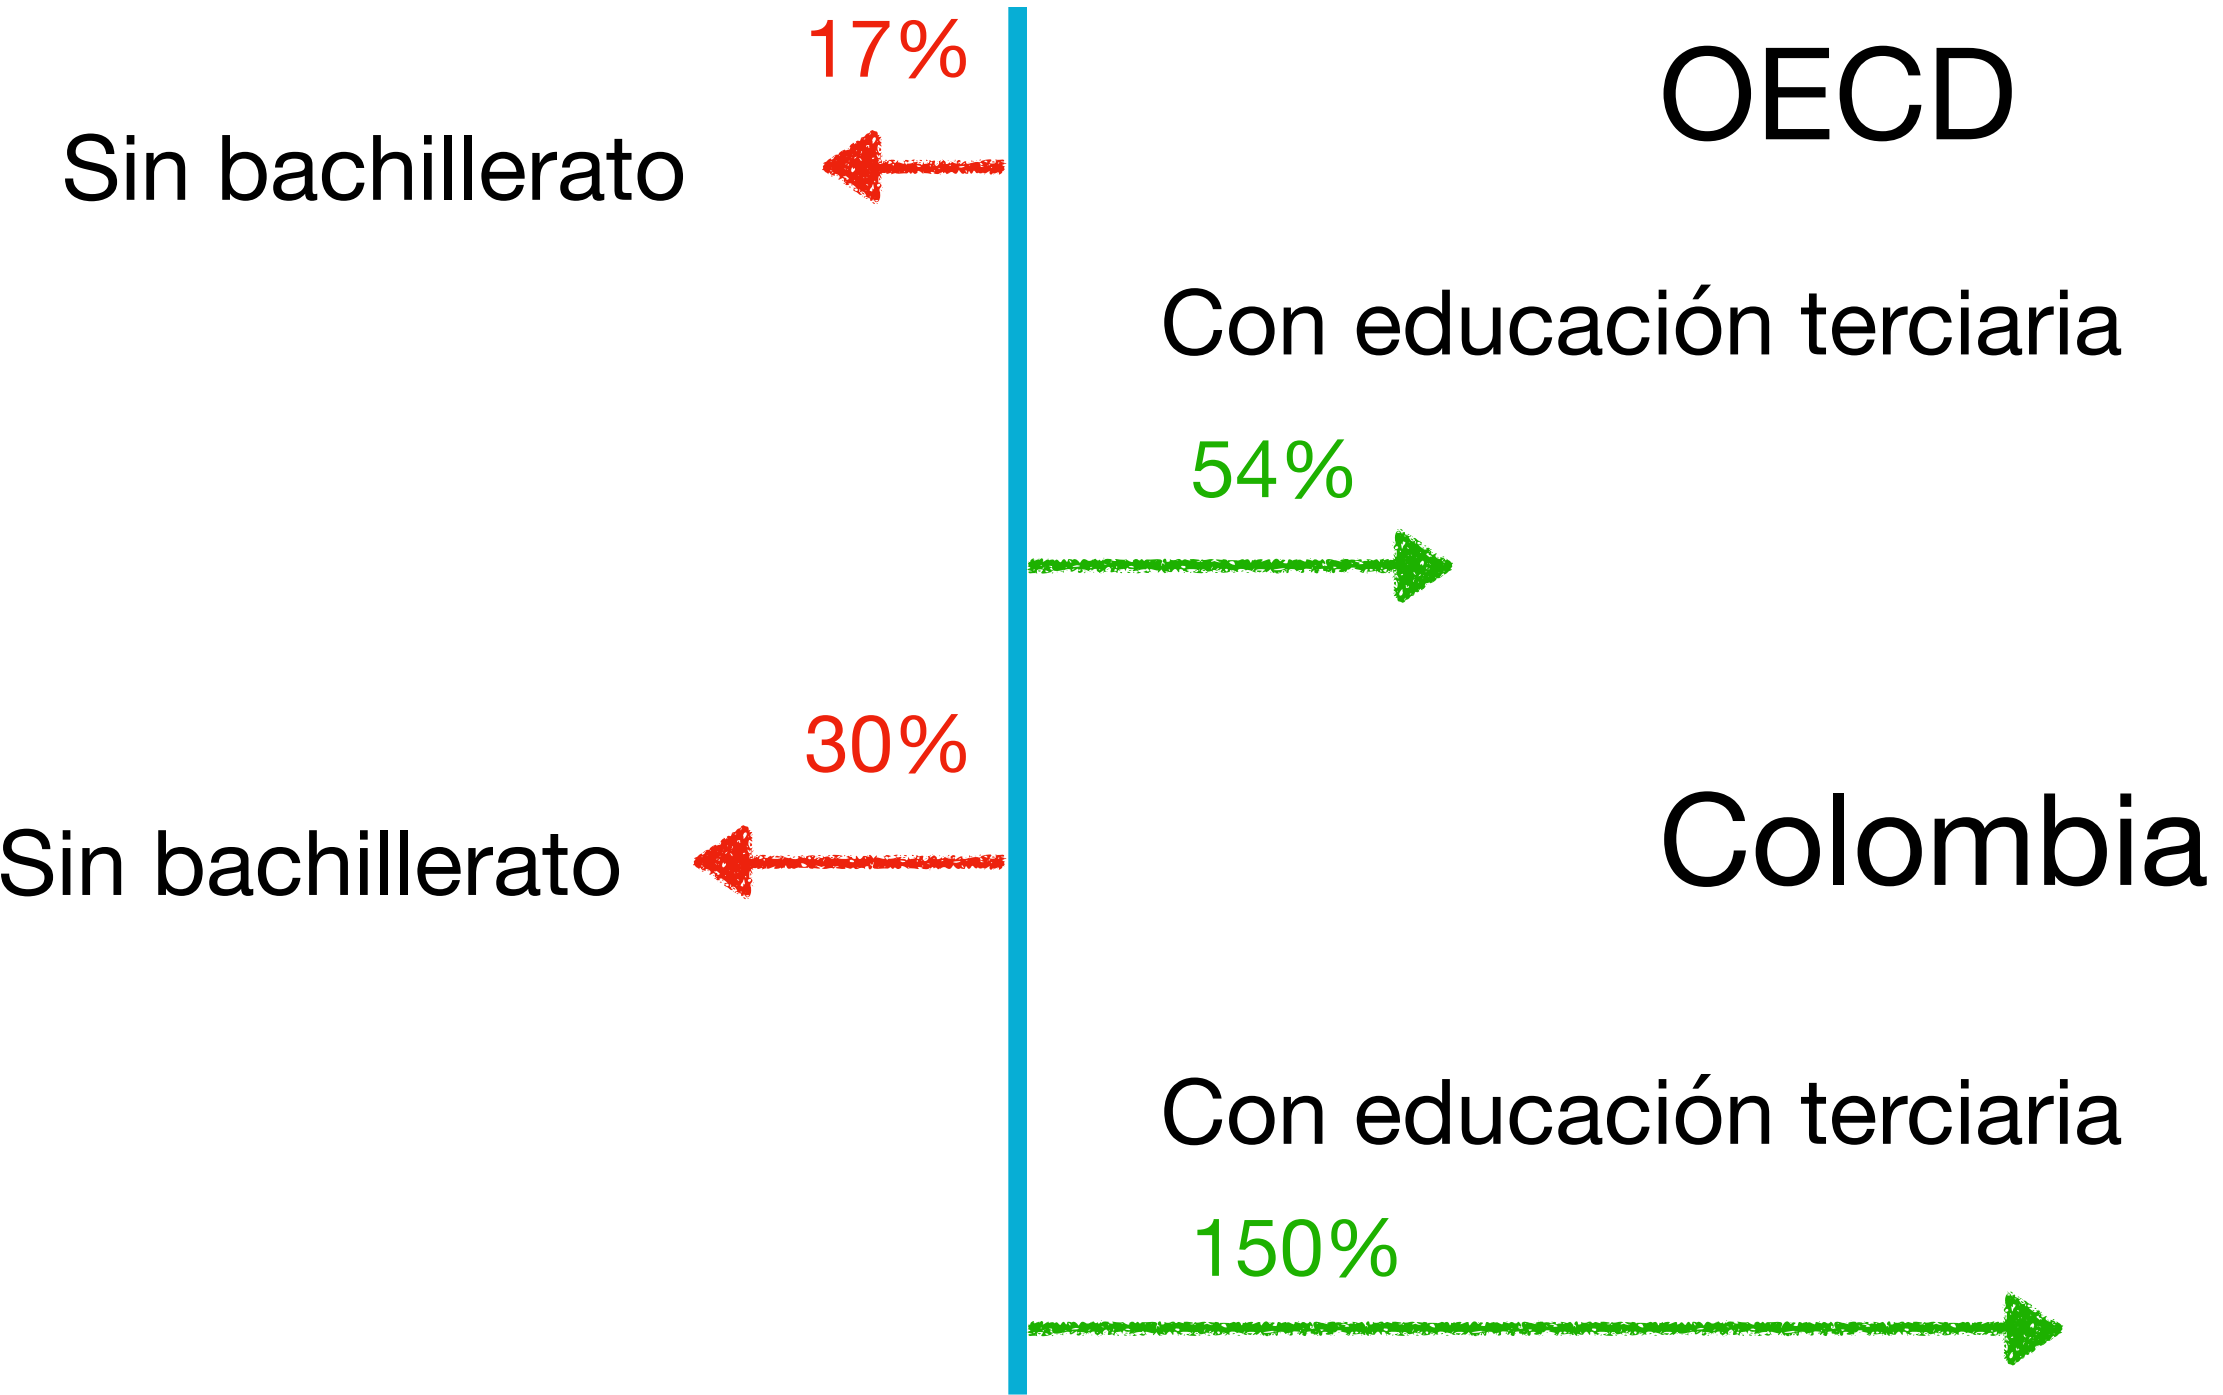 17%
OECD
Sin bachillerato
Con educación terciaria
54%
30%
Colombia
Sin bachillerato
Con educación terciaria
150%